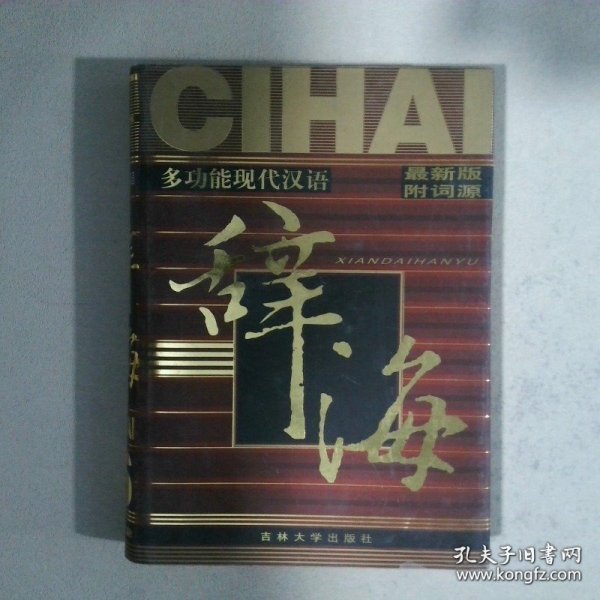 CIHAI
多功能现代汉语
最新版
附词源
XIANDAIHANYU
辞海
吉林大学出版社
孔夫子旧书网
www.kongfz.com